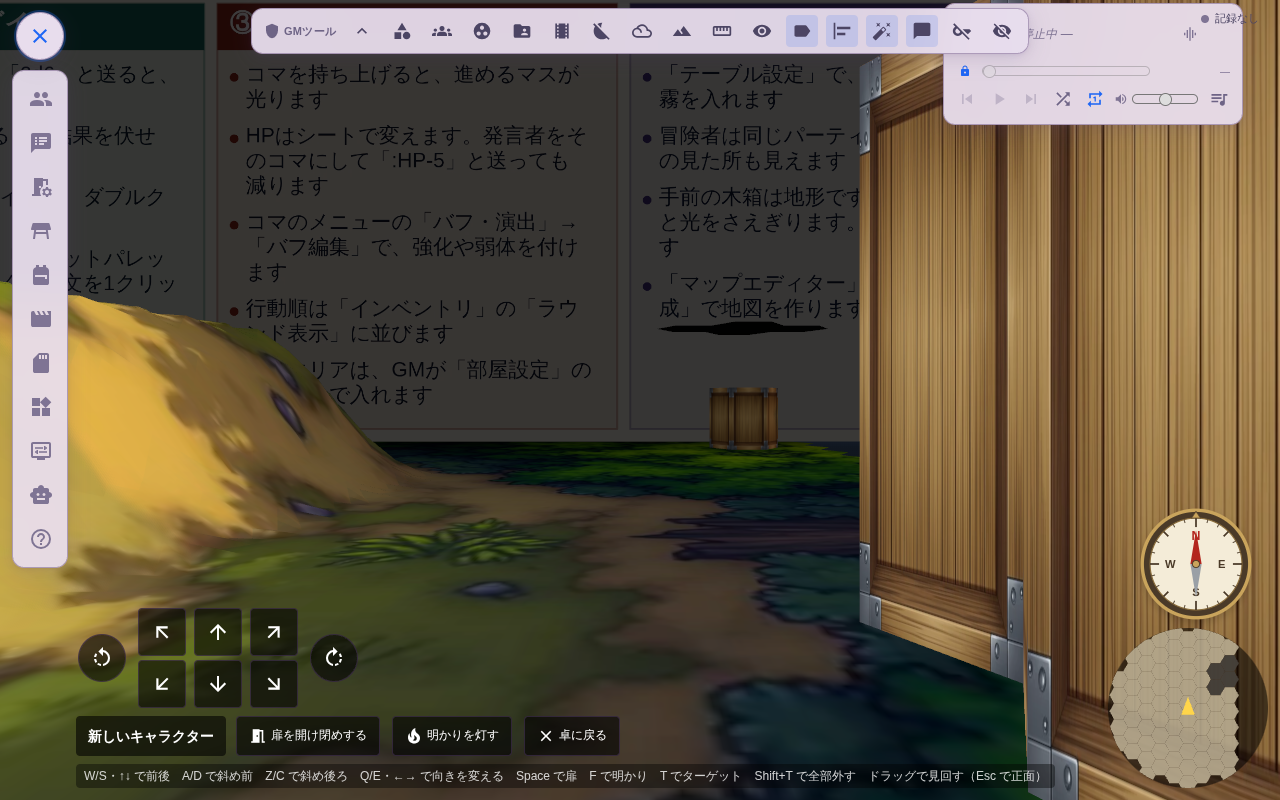 GMツール
記録なし
停止中 —
—
と送ると、
結果を伏せ
ダブルク
ットパレッ
文を1クリッ
③
コマを持ち上げると、進めるマスが
光ります
HPはシートで変えます。発言者をそ
のコマにして「:HP-5」と送っても
減ります
コマのメニューの「バフ・演出」→
「バフ編集」で、強化や弱体を付け
ます
行動順は「インベントリ」の「ラウ
ンド表示」に並びます
リアは、GMが「部屋設定」の
で入れます
「テーブル設定」で、
霧を入れます
冒険者は同じパーティ
の見た所も見えます
手前の木箱は地形です
と光をさえぎります。
す
「マップエディター」
成」で地図を作ります
N
W E
S
新しいキャラクター 扉を開け閉めする 明かりを灯す 卓に戻る
W/S・↑↓ で前後 A/D で斜め前 Z/C で斜め後ろ Q/E・←→ で向きを変える Space で扉 F で明かり T でターゲット Shift+T で全部外す ドラッグで見回す（Esc で正面）